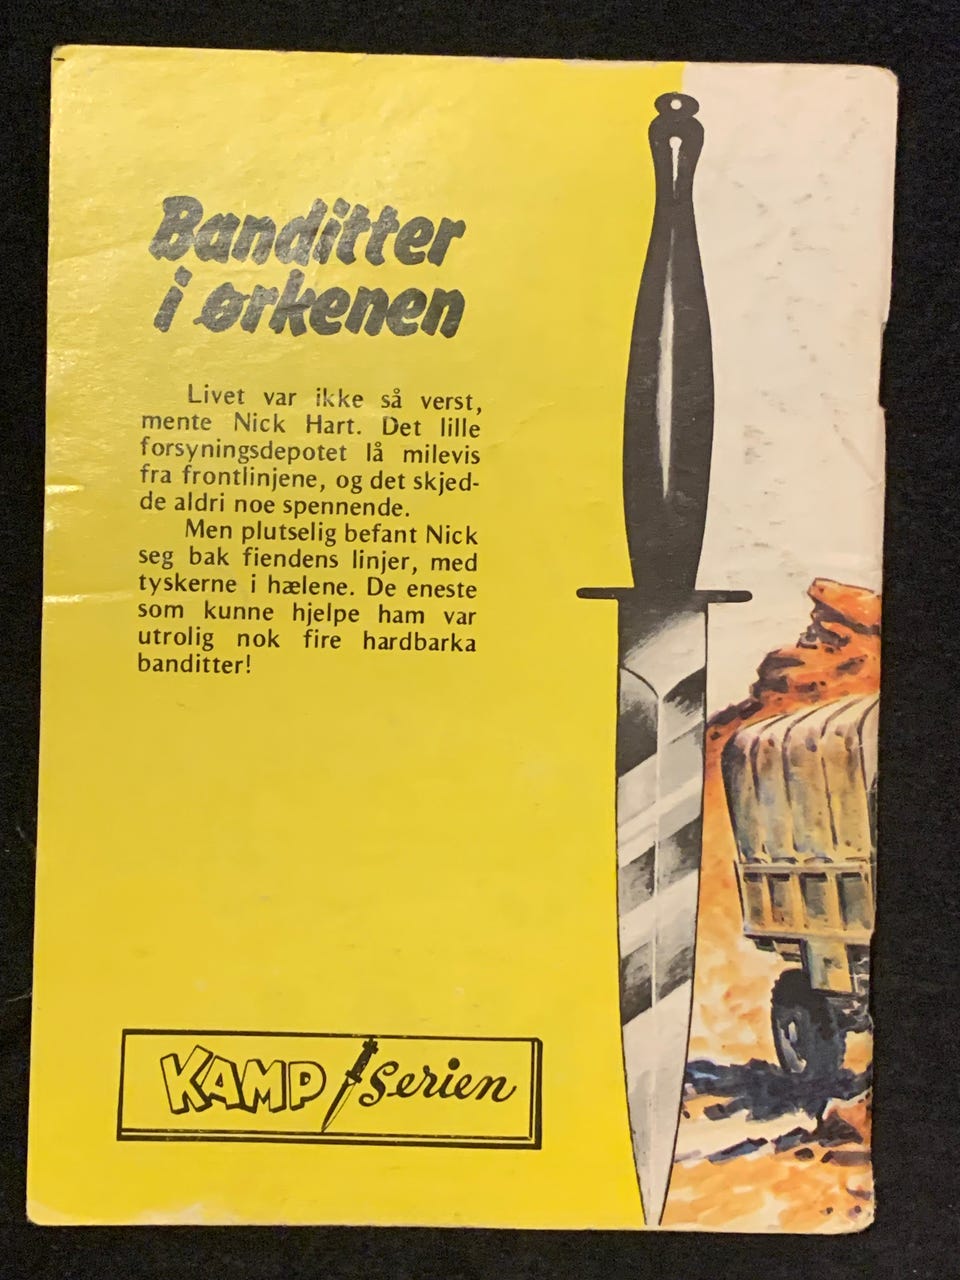 Banditter
i ørkenen
Livet var ikke så verst,
mente Nick Hart. Det lille
forsyningsdepotet lå milevis
fra frontlinjene, og det skjed-
de aldri noe spennende.
Men plutselig befant Nick
seg bak fiendens linjer, med
tyskerne i hælene. De eneste
som kunne hjelpe ham var
utrolig nok fire hardbarka
banditter!
KAMP serien